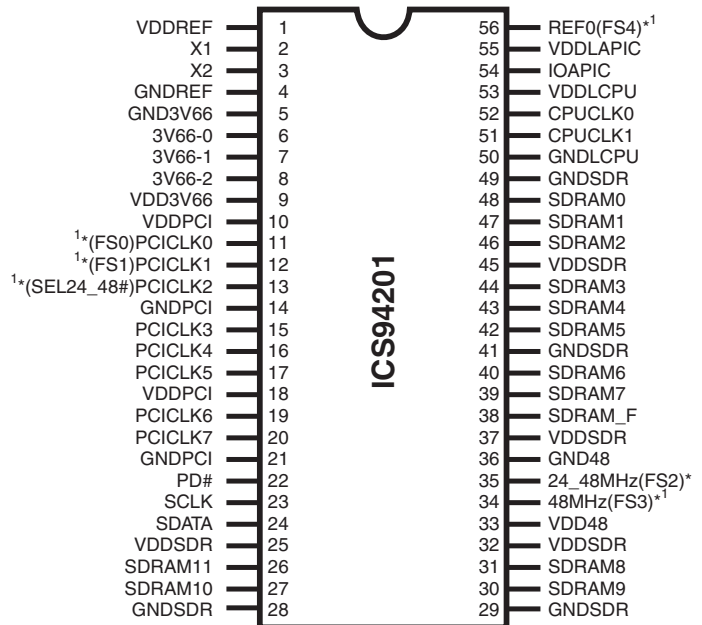 VDDREF 1 56 REF0(FS4)*¹
X1 2 55 VDDLAPIC
X2 3 54 IOAPIC
GNDREF 4 53 VDDLCPU
GND3V66 5 52 CPUCLK0
3V66-0 6 51 CPUCLK1
3V66-1 7 50 GNDLCPU
3V66-2 8 49 GNDSDR
VDD3V66 9 48 SDRAM0
VDDPCI 10 47 SDRAM1
¹*(FS0)PCICLK0 11 46 SDRAM2
¹*(FS1)PCICLK1 12 45 VDDSDR
¹*(SEL24_48#)PCICLK2 13 44 SDRAM3
GNDPCI 14 43 SDRAM4
PCICLK3 15 42 SDRAM5
PCICLK4 16 41 GNDSDR
PCICLK5 17 40 SDRAM6
VDDPCI 18 39 SDRAM7
PCICLK6 19 38 SDRAM_F
PCICLK7 20 37 VDDSDR
GNDPCI 21 36 GND48
PD# 22 35 24_48MHz(FS2)*
SCLK 23 34 48MHz(FS3)*¹
SDATA 24 33 VDD48
VDDSDR 25 32 VDDSDR
SDRAM11 26 31 SDRAM8
SDRAM10 27 30 SDRAM9
GNDSDR 28 29 GNDSDR
ICS94201